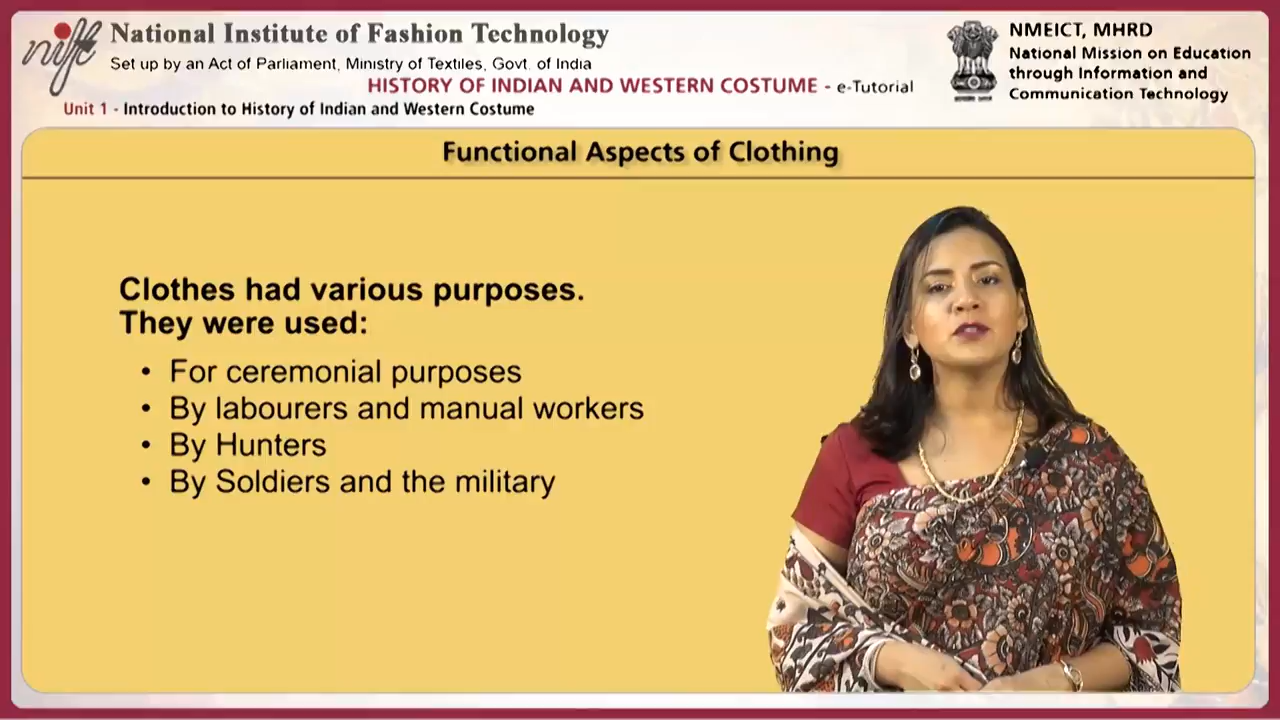 nift
National Institute of Fashion Technology
Set up by an Act of Parliament, Ministry of Textiles, Govt. of India
HISTORY OF INDIAN AND WESTERN COSTUME - e-Tutorial
Unit 1 - Introduction to History of Indian and Western Costume
NMEICT, MHRD
National Mission on Education
through Information and
Communication Technology
Functional Aspects of Clothing
Clothes had various purposes.
They were used:
• For ceremonial purposes
• By labourers and manual workers
• By Hunters
• By Soldiers and the military